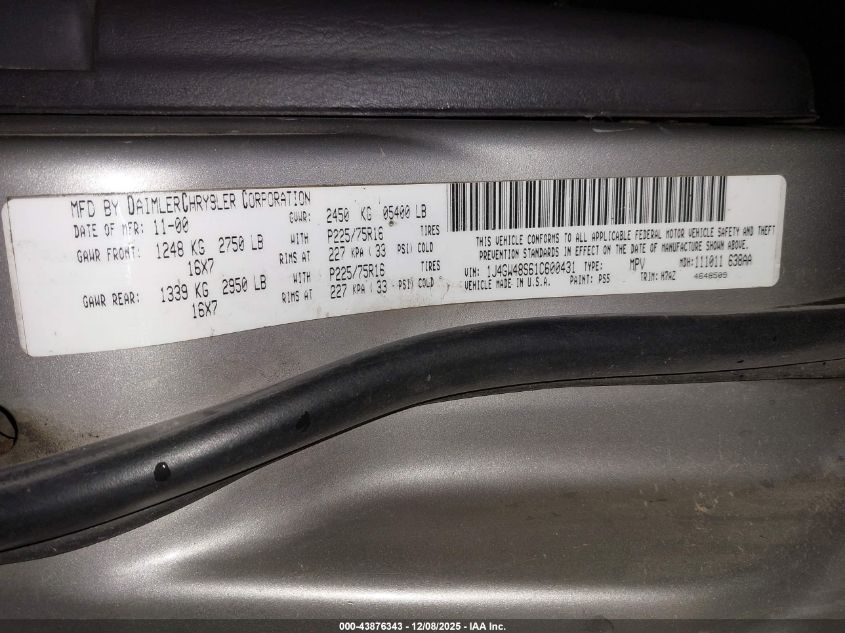 MFD BY DAIMLERCHRYSLER CORPORATION
DATE OF MFR: 11-00 GVWR: 2450 KG 05400 LB
GAWR FRONT: 1248 KG 2750 LB WITH P225/75R16 TIRES
16X7 RIMS AT 227 KPA ( 33 PSI) COLD
GAWR REAR: 1339 KG 2950 LB WITH P225/75R16 TIRES
16X7 RIMS AT 227 KPA ( 33 PSI) COLD
THIS VEHICLE CONFORMS TO ALL APPLICABLE FEDERAL MOTOR VEHICLE SAFETY AND THEFT
PREVENTION STANDARDS IN EFFECT ON THE DATE OF MANUFACTURE SHOWN ABOVE.
VIN: 1J4GW48S61C600431 TYPE: MPV MDH: 111011 638AA
VEHICLE MADE IN U.S.A. PAINT: PS5 TRIM: H7AZ 4648509
000-43876343 - 12/08/2025 - IAA Inc.